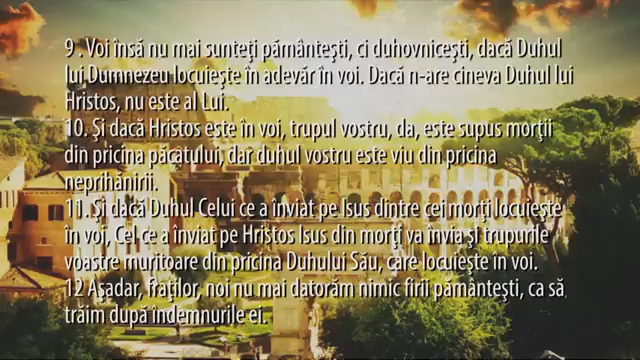 9 . Voi însă nu mai sunteţi pământeşti, ci duhovniceşti, dacă Duhul
lui Dumnezeu locuieşte în adevăr în voi. Dacă n-are cineva Duhul lui
Hristos, nu este al Lui.
10. Şi dacă Hristos este în voi, trupul vostru, da, este supus morţii
din pricina păcatului, dar duhul vostru este viu din pricina
neprihănirii.
11. Şi dacă Duhul Celui ce a înviat pe Isus dintre cei morţi locuieşte
în voi, Cel ce a înviat pe Hristos Isus din morţi va învia şi trupurile
voastre muritoare din pricina Duhului Său, care locuieşte in voi.
12 Aşadar, fraţilor, noi nu mai datorăm nimic firii pământeşti, ca să
trăim după îndemnurile ei.